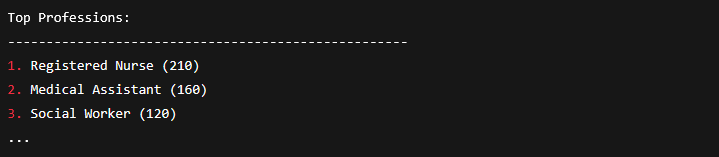 Top Professions:
----------------------------------------------------
1. Registered Nurse (210)
2. Medical Assistant (160)
3. Social Worker (120)
...